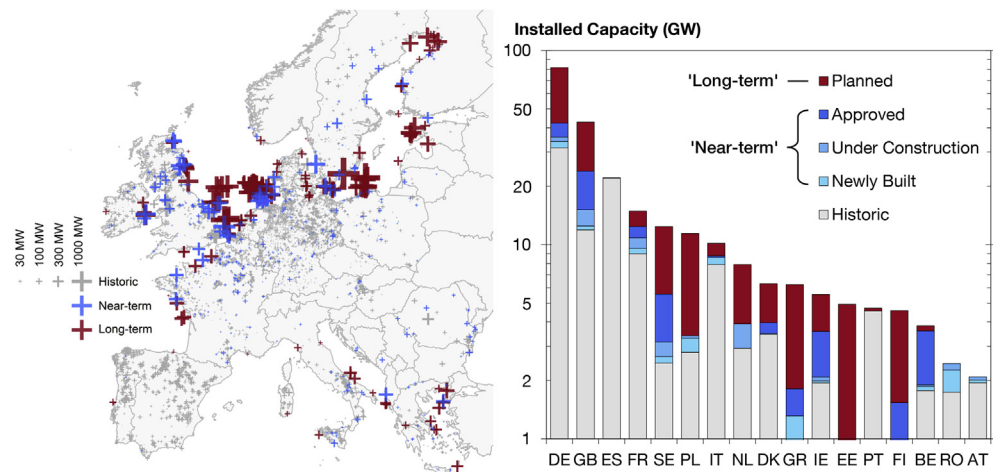 30 MW
100 MW
300 MW
1000 MW
Historic
Near-term
Long-term
Installed Capacity (GW)
100
50
20
10
5
2
1
'Long-term'
Planned
Approved
'Near-term'
Under Construction
Newly Built
Historic
DE GB ES FR SE PL IT NL DK GR IE EE PT FI BE RO AT